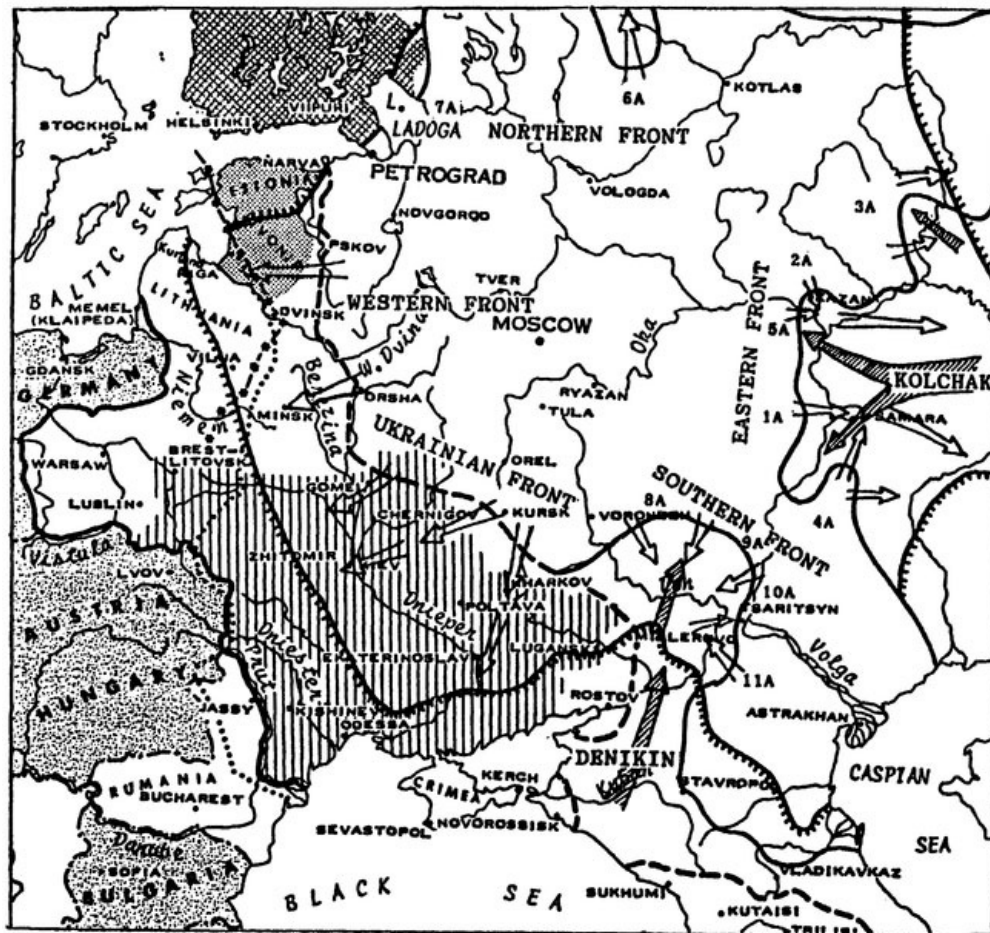 KOTLAS
6A
VIIPURI
L. 7A
LADOGA
NORTHERN FRONT
STOCKHOLM
HELSINKI
NARVA
PETROGRAD
ESTONIA
VOLOGDA
3A
NOVGOROD
PSKOV
BALTIC SEA
RIGA
TVER
2A
LITHUANIA
WESTERN FRONT
DVINSK
MOSCOW
KAZAN
5A
MEMEL
(KLAIPEDA)
W. Dvina
Oka
EASTERN FRONT
GDANSK
GERMANY
VILNA
Niemen
Berezina
KOLCHAK
MINSK
ORSHA
RYAZAN
TULA
1A
SAMARA
WARSAW
BREST-
LITOVSK
UKRAINIAN FRONT
OREL
LUBLIN
GOMEL
CHERNIGOV
KURSK
VORONEZH
8A
SOUTHERN FRONT
4A
9A
Vistula
ZHITOMIR
KIEV
KHARKOV
Don
10A
LVOV
Dnieper
POLTAVA
TSARITSYN
AUSTRIA
HUNGARY
Dniester
Prut
EKATERINOSLAV
LUGANSK
MILLEROVO
Volga
11A
JASSY
KISHINEV
ODESSA
ROSTOV
ASTRAKHAN
DENIKIN
RUMANIA
BUCHAREST
CRIMEA
KERCH
Kuban
STAVROPOL
CASPIAN
SEA
SEVASTOPOL
NOVOROSSISK
Danube
SOFIA
BULGARIA
VLADIKAVKAZ
BLACK SEA
SUKHUMI
KUTAISI
TBILISI